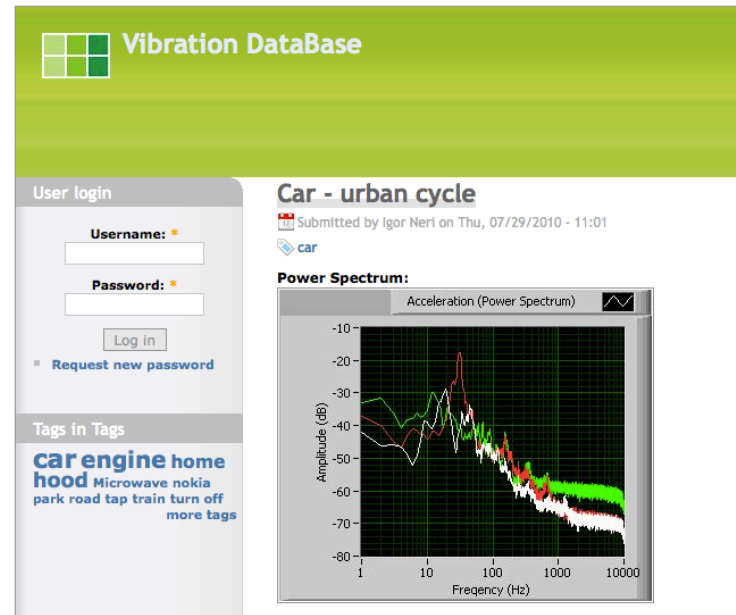 Vibration DataBase
User login
Username: *
Password: *
Log in
Request new password
Tags in Tags
car engine home
hood Microwave nokia
park road tap train turn off
more tags
Car - urban cycle
12
Submitted by Igor Neri on Thu, 07/29/2010 - 11:01
car
Power Spectrum:
Acceleration (Power Spectrum)
Amplitude (dB)
-10
-20
-30
-40
-50
-60
-70
-80
1 10 100 1000 10000
Freqency (Hz)